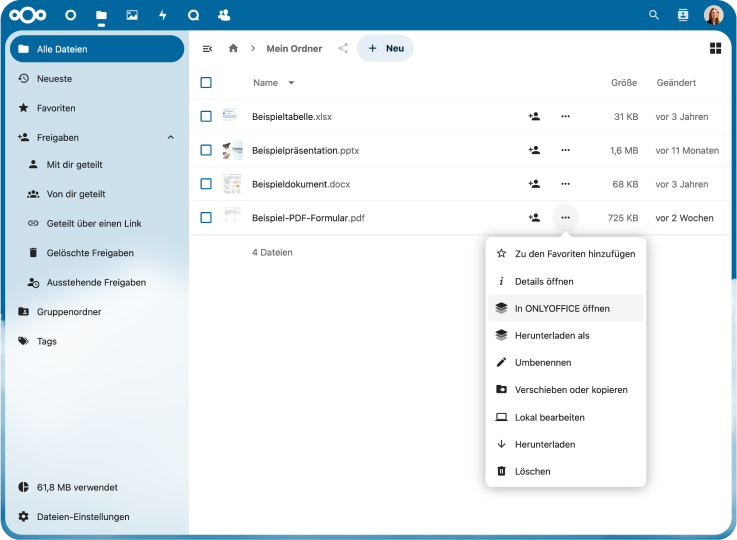 Alle Dateien
Neueste
Favoriten
Freigaben
Mit dir geteilt
Von dir geteilt
Geteilt über einen Link
Gelöschte Freigaben
Ausstehende Freigaben
Gruppenordner
Tags
61,8 MB verwendet
Dateien-Einstellungen
Mein Ordner + Neu
Name Größe Geändert
Beispieltabelle.xlsx 31 KB vor 3 Jahren
Beispielpräsentation.pptx 1,6 MB vor 11 Monaten
Beispieldokument.docx 68 KB vor 3 Jahren
Beispiel-PDF-Formular.pdf 725 KB vor 2 Wochen
4 Dateien
Zu den Favoriten hinzufügen
Details öffnen
In ONLYOFFICE öffnen
Herunterladen als
Umbenennen
Verschieben oder kopieren
Lokal bearbeiten
Herunterladen
Löschen